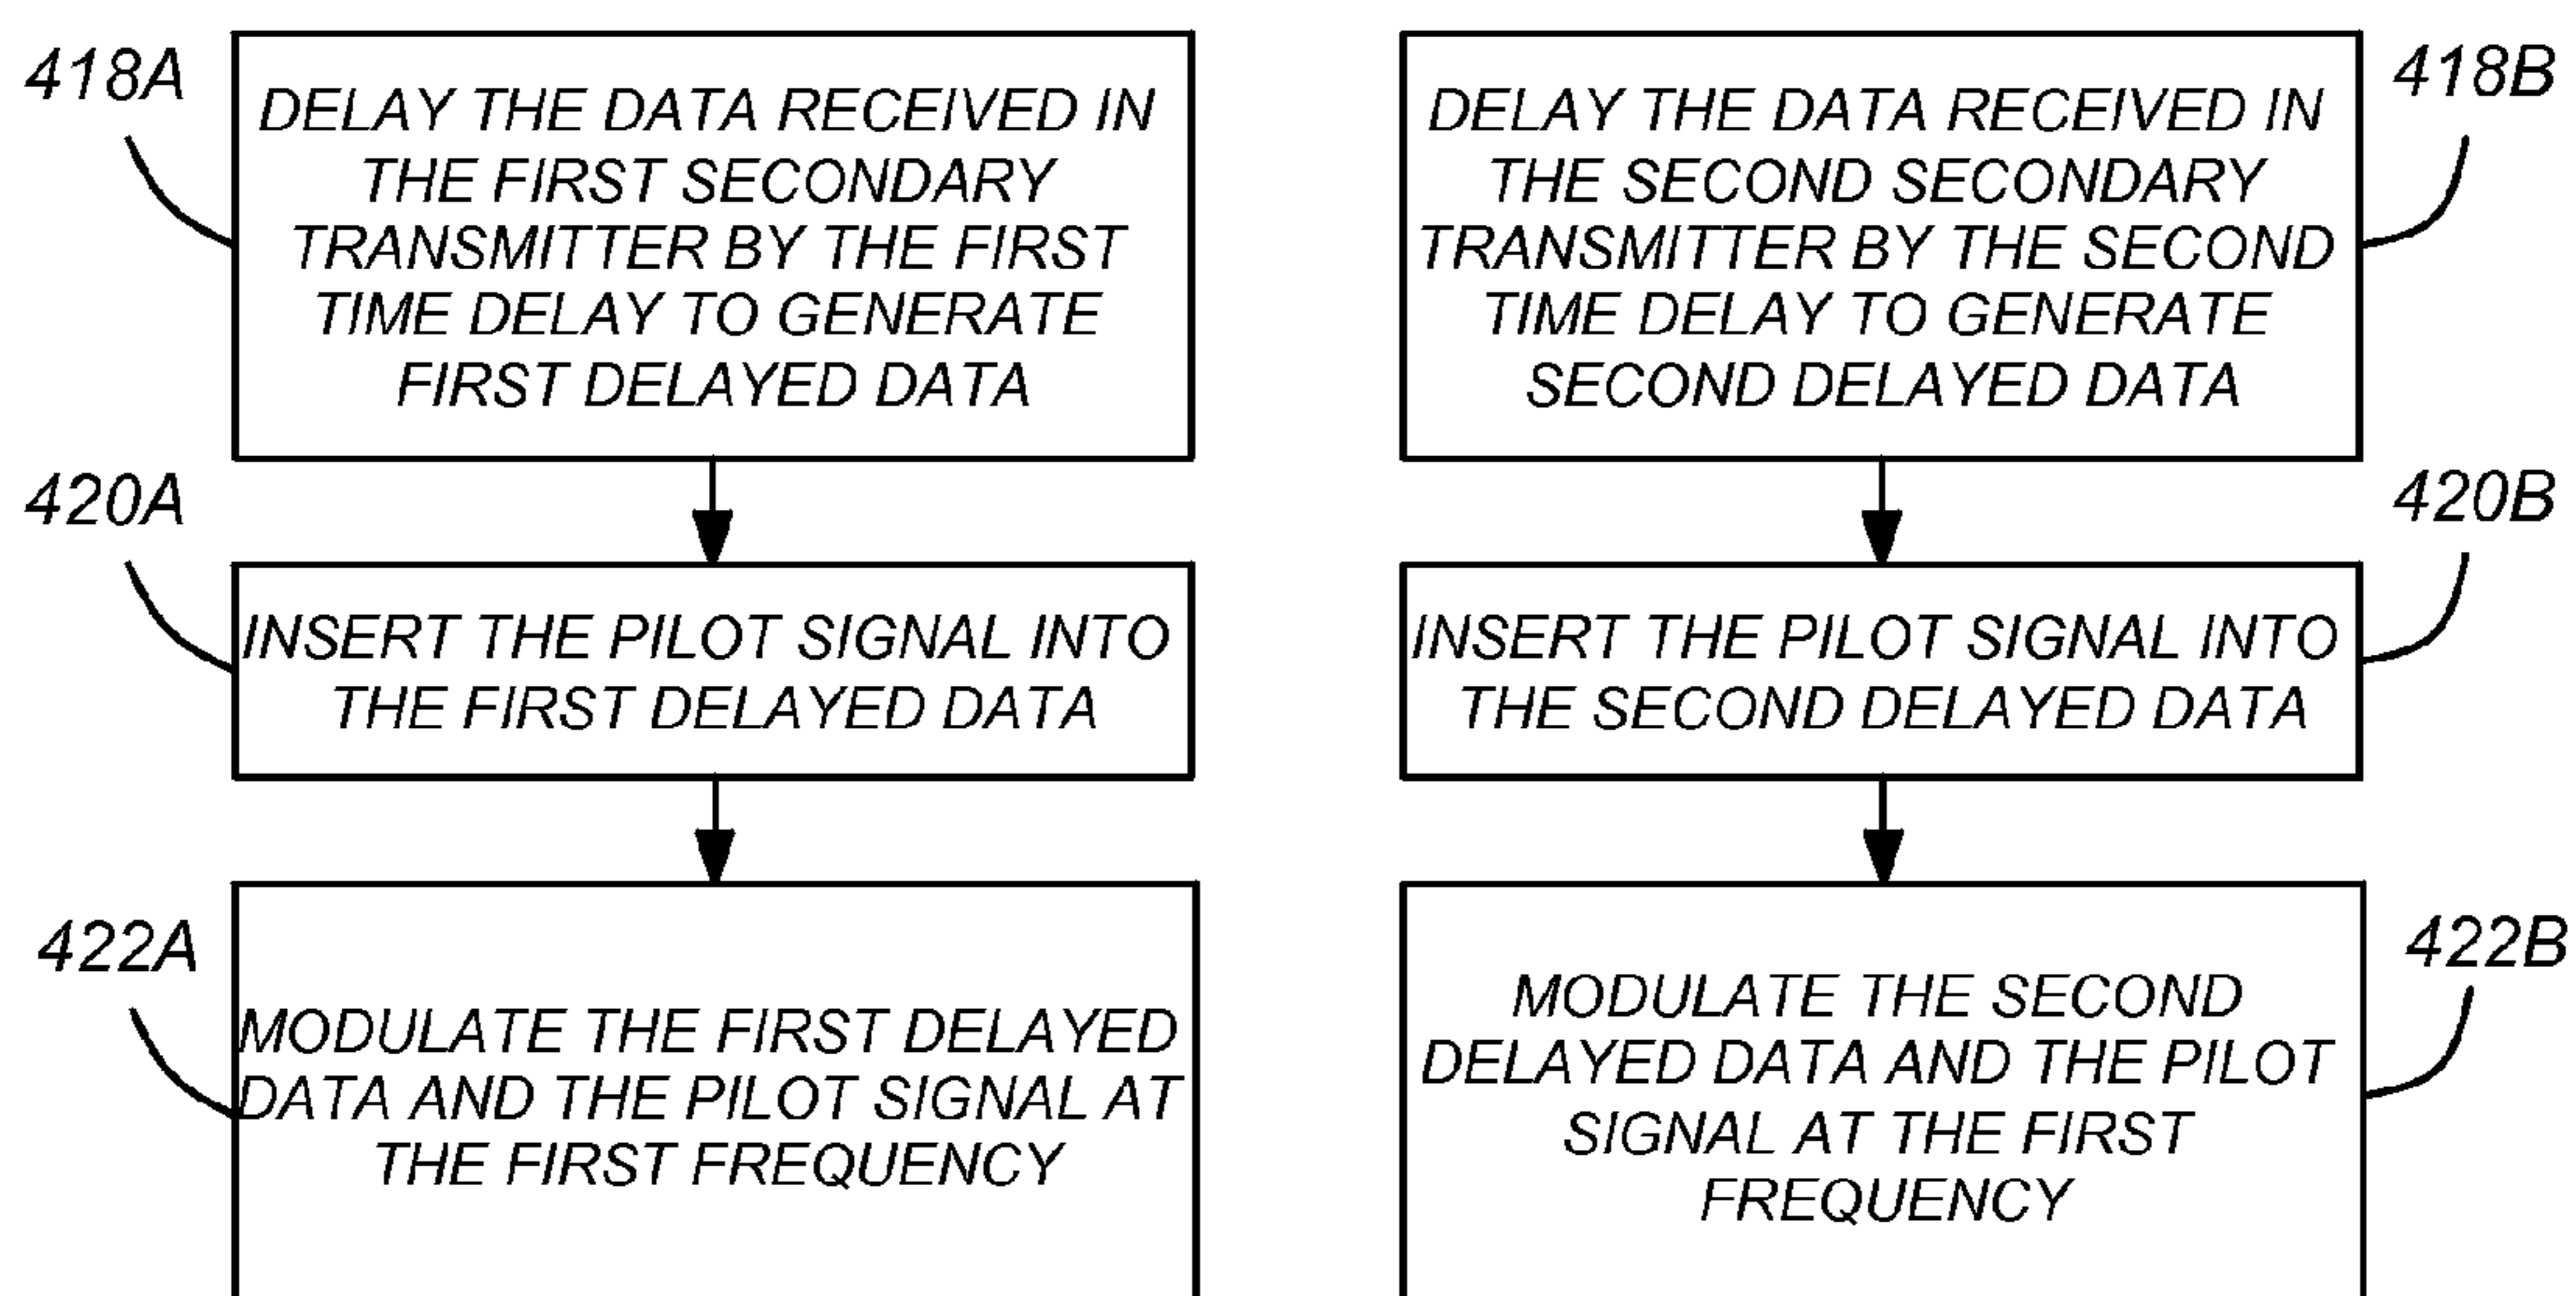 418A
DELAY THE DATA RECEIVED IN
THE FIRST SECONDARY
TRANSMITTER BY THE FIRST
TIME DELAY TO GENERATE
FIRST DELAYED DATA
418B
DELAY THE DATA RECEIVED IN
THE SECOND SECONDARY
TRANSMITTER BY THE SECOND
TIME DELAY TO GENERATE
SECOND DELAYED DATA
420A
INSERT THE PILOT SIGNAL INTO
THE FIRST DELAYED DATA
420B
INSERT THE PILOT SIGNAL INTO
THE SECOND DELAYED DATA
422A
MODULATE THE FIRST DELAYED
DATA AND THE PILOT SIGNAL AT
THE FIRST FREQUENCY
422B
MODULATE THE SECOND
DELAYED DATA AND THE PILOT
SIGNAL AT THE FIRST
FREQUENCY